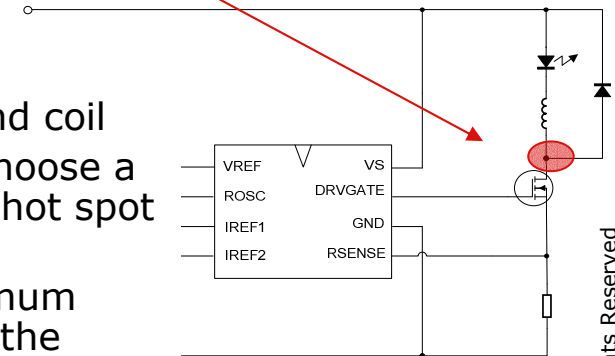 nd coil
hoose a
hot spot
num
the
VREF
ROSC
IREF1
IREF2
VS
DRVGATE
GND
RSENSE
ts Reserved